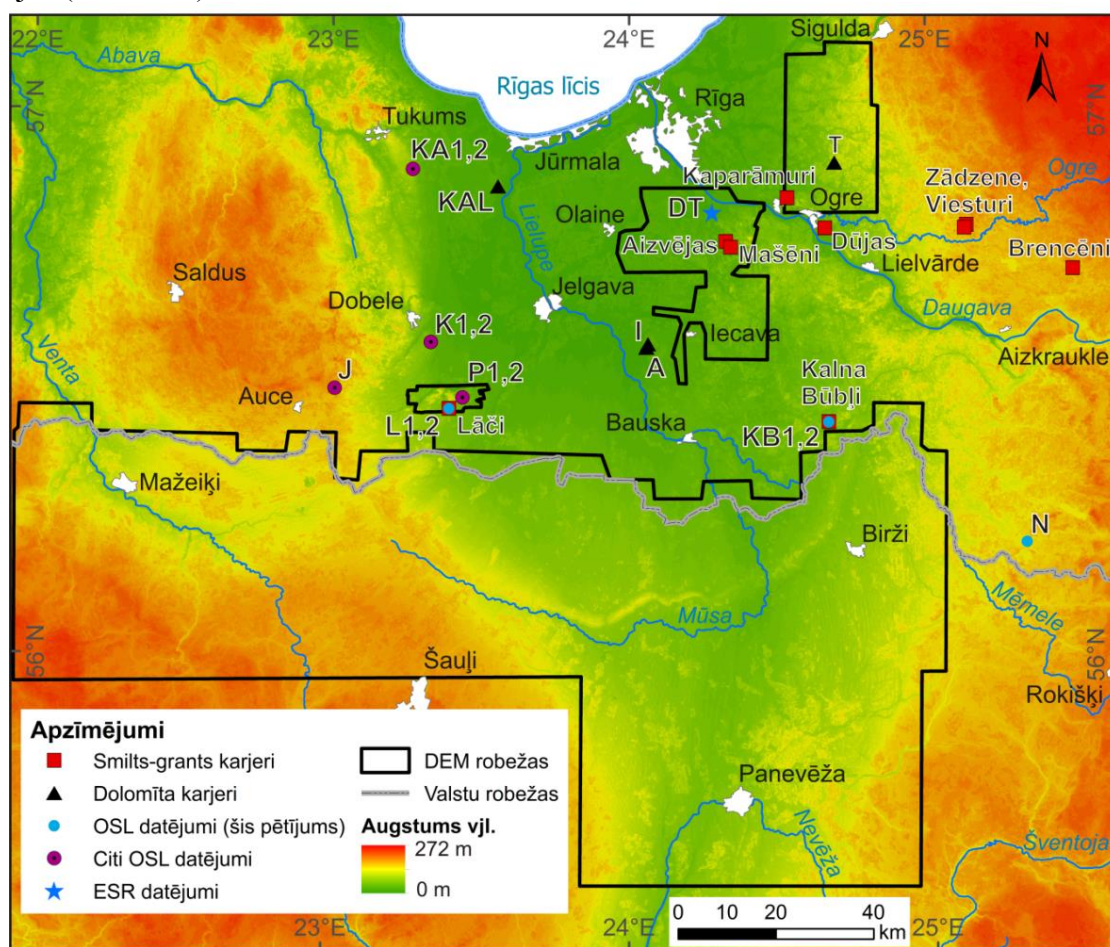 22°E
23°E
24°E
25°E
Sigulda
N
Abava
Rīgas līcis
Rīga
57°N
57°N
Tukums
KA1,2
Jūrmala
T
Kaparāmuri
Ogre
Ogre
Zādzene,
Viesturi
KAL
Olaine
DT
Lielupe
Aizvējas
Mašēni
Dūjas
Brencēni
Lielvārde
Saldus
Dobele
Jelgava
Daugava
Iecava
Aizkraukle
Venta
K1,2
I
A
J
P1,2
Kalna
Būbļi
Auce
L1,2
Lāči
Bauska
KB1,2
Mažeiķi
Birži
N
Mūsa
Mēmele
56°N
56°N
Šauļi
Rokišķi
Apzīmējumi
Smilts-grants karjeri
Dolomīta karjeri
OSL datējumi (šis pētījums)
Citi OSL datējumi
ESR datējumi
DEM robežas
Valstu robežas
Augstums vjl.
272 m
0 m
Panevēža
Nevēža
Šventoja
0
10
20
40
km
23°E
24°E
25°E